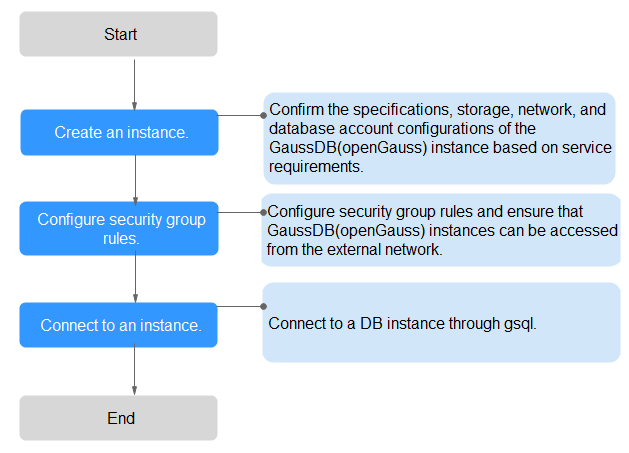 Start
Create an instance.
Confirm the specifications, storage, network, and
database account configurations of the
GaussDB(openGauss) instance based on service
requirements.
Configure security group
rules.
Configure security group rules and ensure that
GaussDB(openGauss) instances can be accessed
from the external network.
Connect to an instance.
Connect to a DB instance through gsql.
End